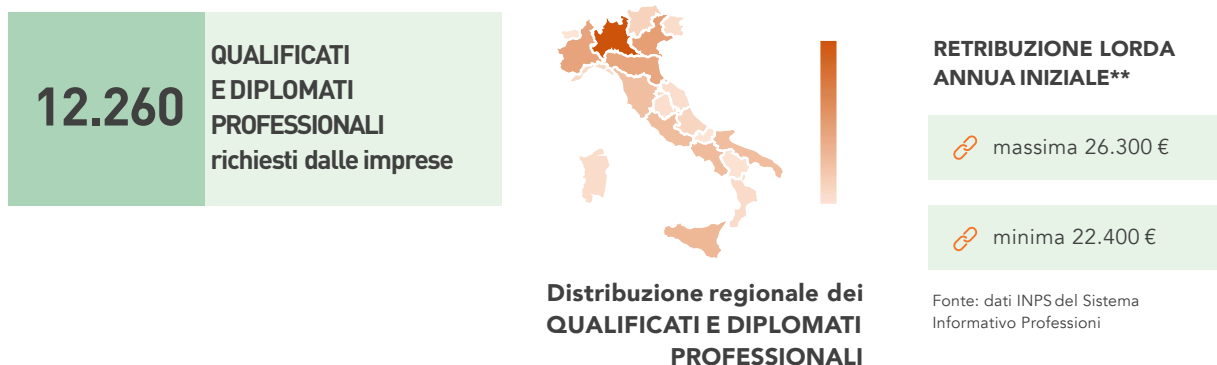 12.260
QUALIFICATI
E DIPLOMATI
PROFESSIONALI
richiesti dalle imprese
Distribuzione regionale dei
QUALIFICATI E DIPLOMATI
PROFESSIONALI
RETRIBUZIONE LORDA
ANNUA INIZIALE**
massima 26.300 €
minima 22.400 €
Fonte: dati INPS del Sistema
Informativo Professioni